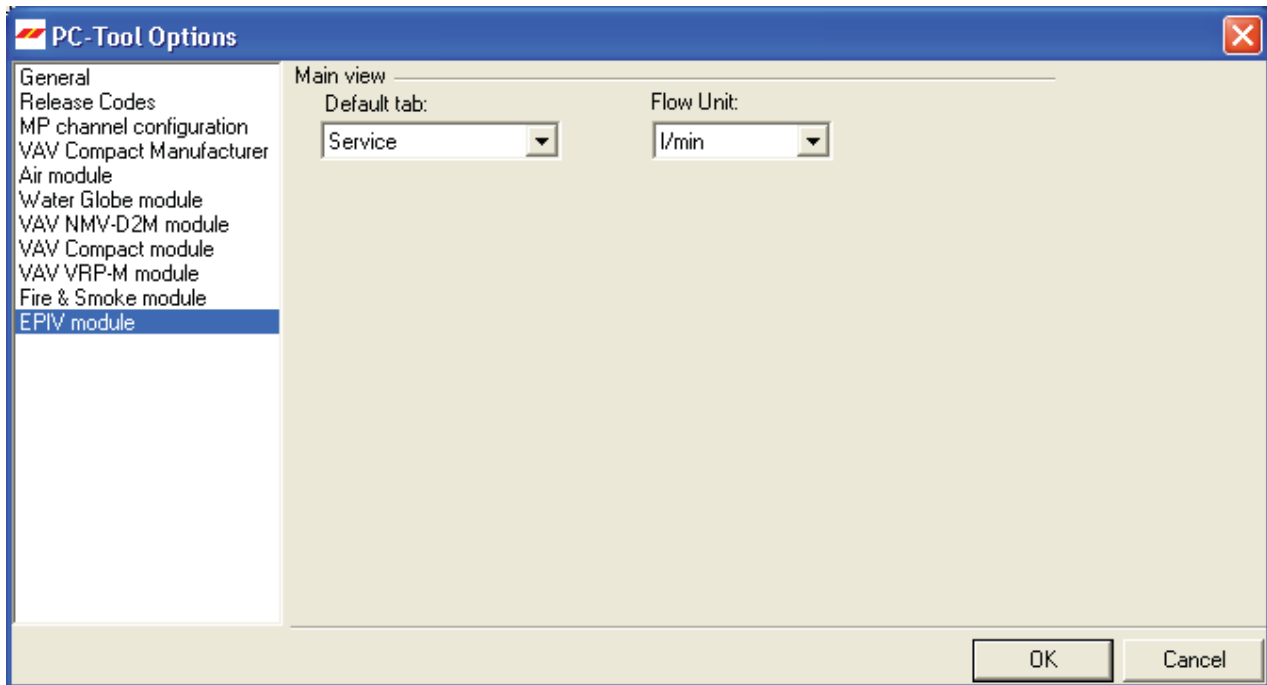 PC-Tool Options
General
Release Codes
MP channel configuration
VAV Compact Manufacturer
Air module
Water Globe module
VAV NMV-D2M module
VAV Compact module
VAV VRP-M module
Fire & Smoke module
EPIV module
Main view
Default tab:
Flow Unit:
Service
l/min
OK
Cancel